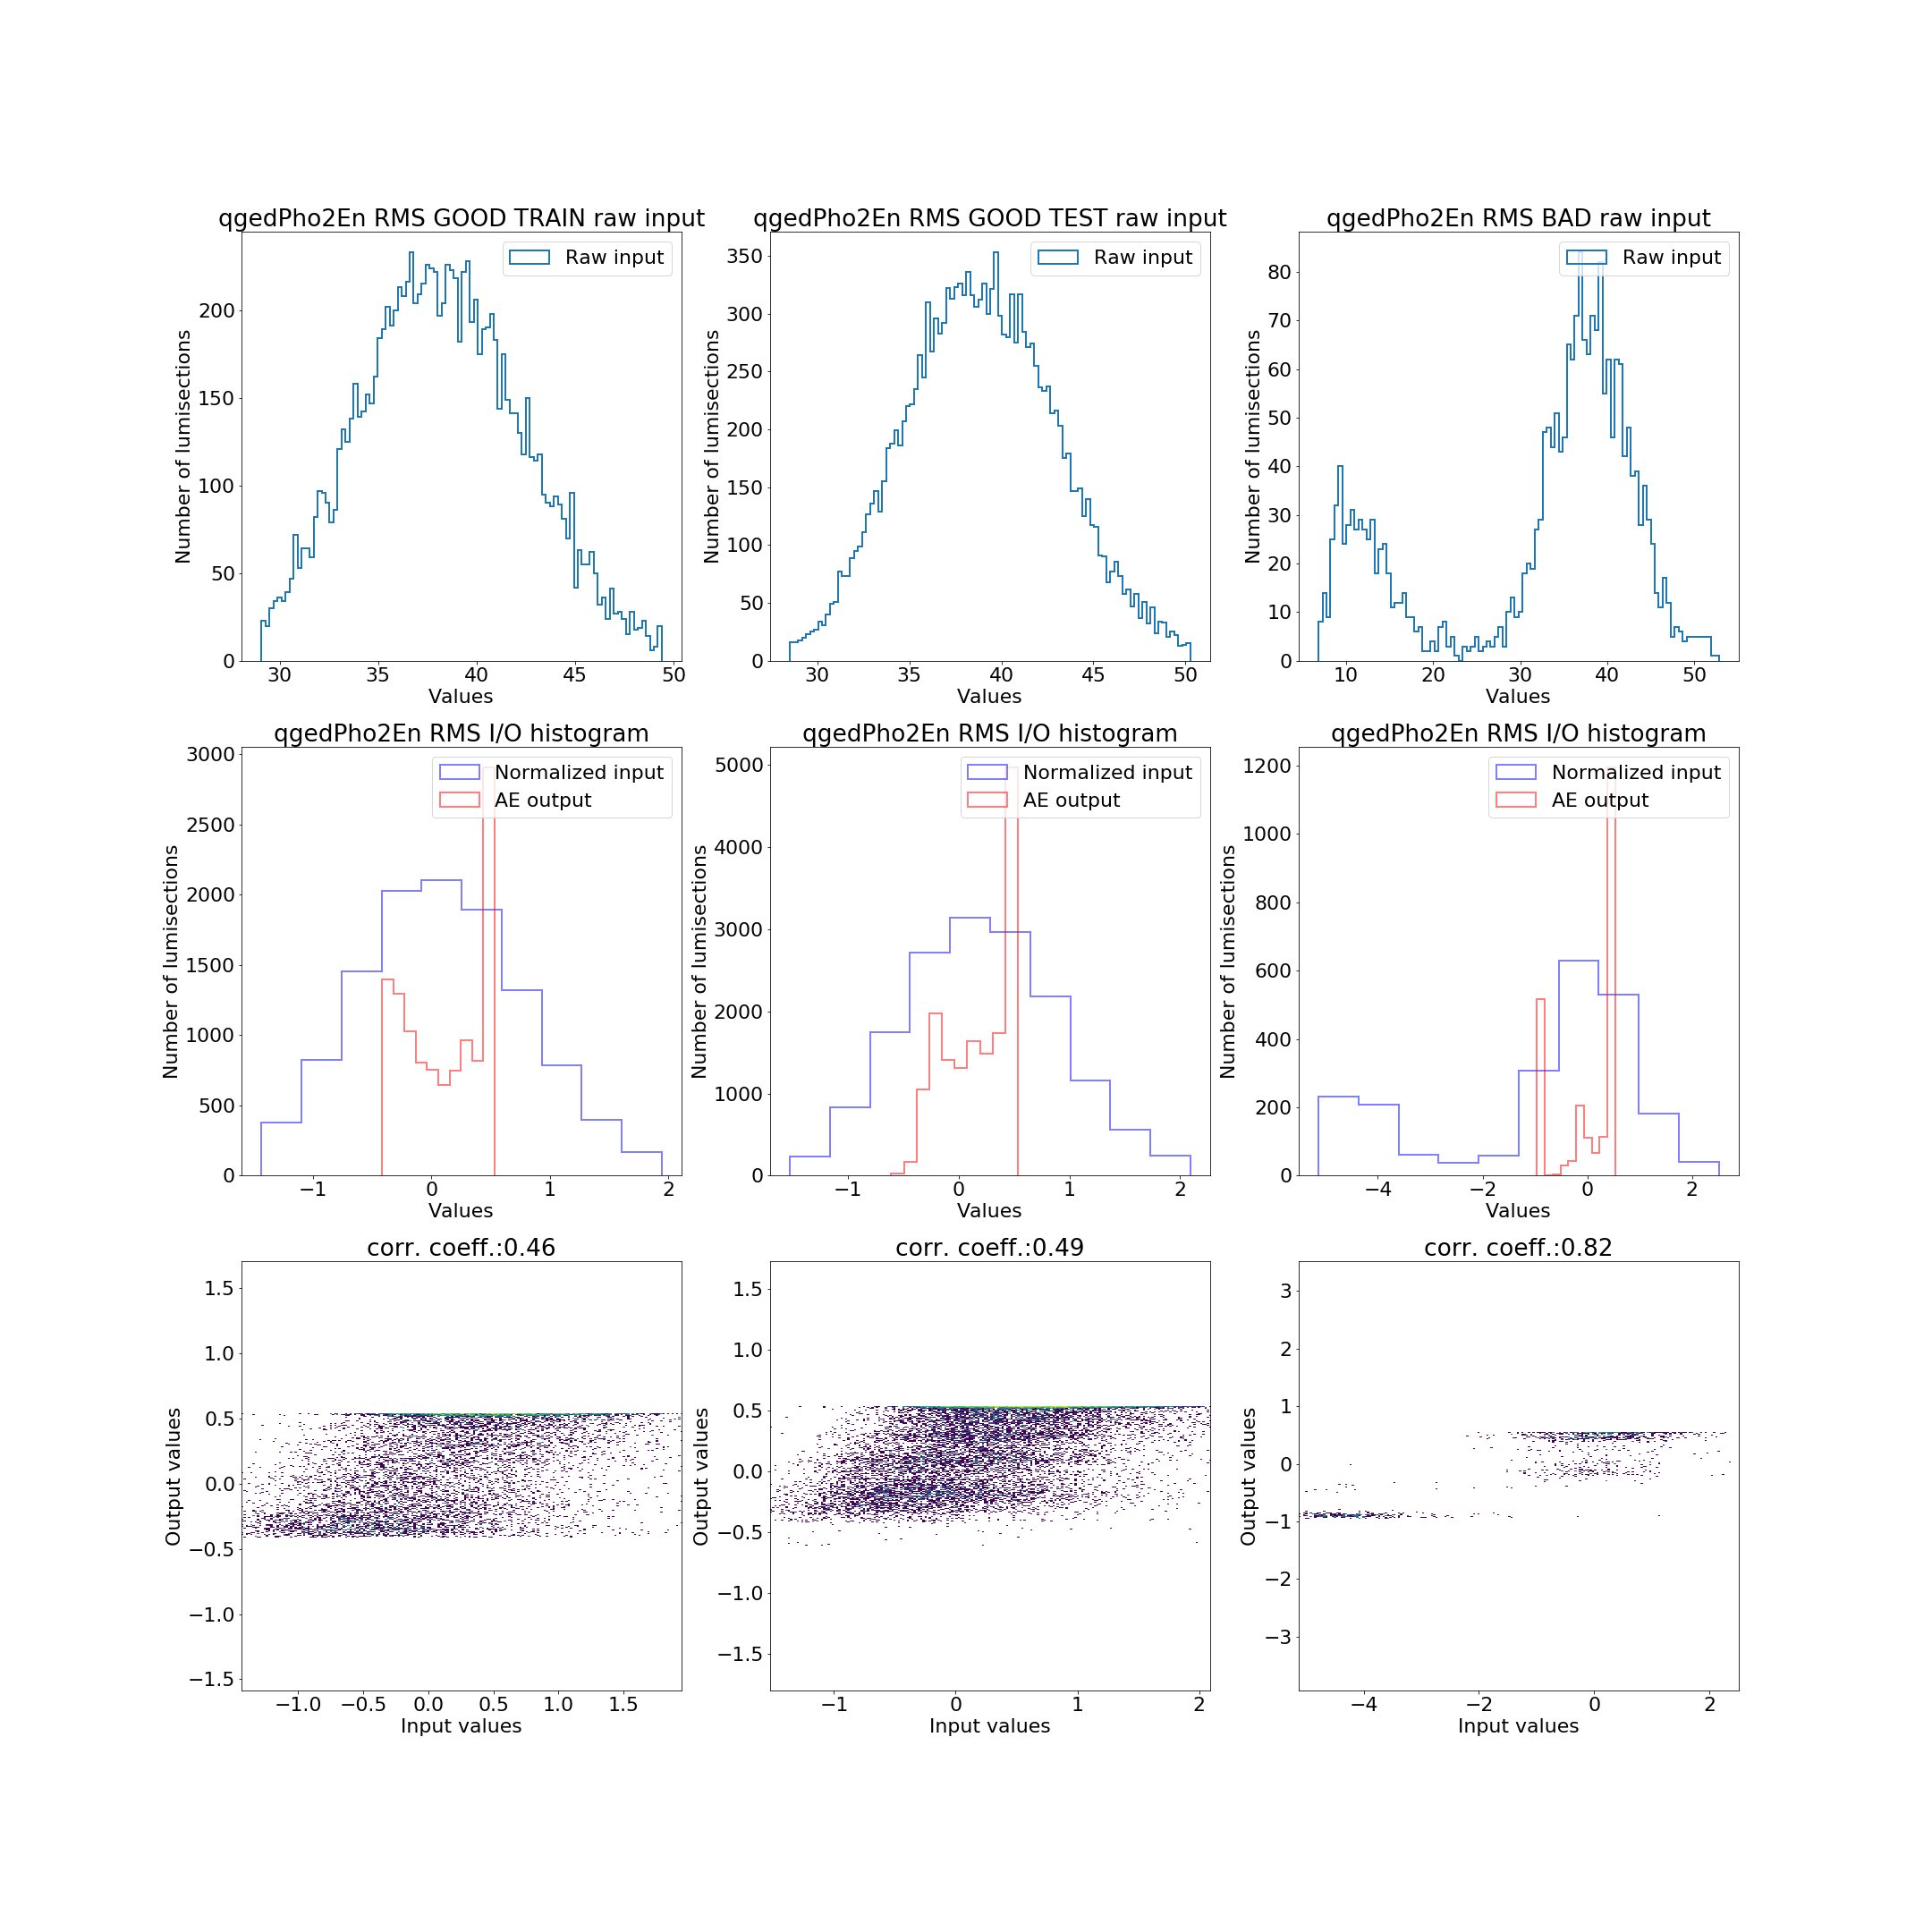 qgedPho2En RMS GOOD TRAIN raw input
Number of lumisections
200
150
100
50
0
Raw input
30 35 40 45 50
Values
qgedPho2En RMS GOOD TEST raw input
Number of lumisections
350
300
250
200
150
100
50
0
Raw input
30 35 40 45 50
Values
qgedPho2En RMS BAD raw input
Number of lumisections
80
70
60
50
40
30
20
10
0
Raw input
10 20 30 40 50
Values
qgedPho2En RMS I/O histogram
Number of lumisections
3000
2500
2000
1500
1000
500
0
Normalized input
AE output
−1 0 1 2
Values
qgedPho2En RMS I/O histogram
Number of lumisections
5000
4000
3000
2000
1000
0
Normalized input
AE output
−1 0 1 2
Values
qgedPho2En RMS I/O histogram
Number of lumisections
1200
1000
800
600
400
200
0
Normalized input
AE output
−4 −2 0 2
Values
corr. coeff.:0.46
Output values
1.5
1.0
0.5
0.0
−0.5
−1.0
−1.5
−1.0 −0.5 0.0 0.5 1.0 1.5
Input values
corr. coeff.:0.49
Output values
1.5
1.0
0.5
0.0
−0.5
−1.0
−1.5
−1 0 1 2
Input values
corr. coeff.:0.82
Output values
3
2
1
0
−1
−2
−3
−4 −2 0 2
Input values